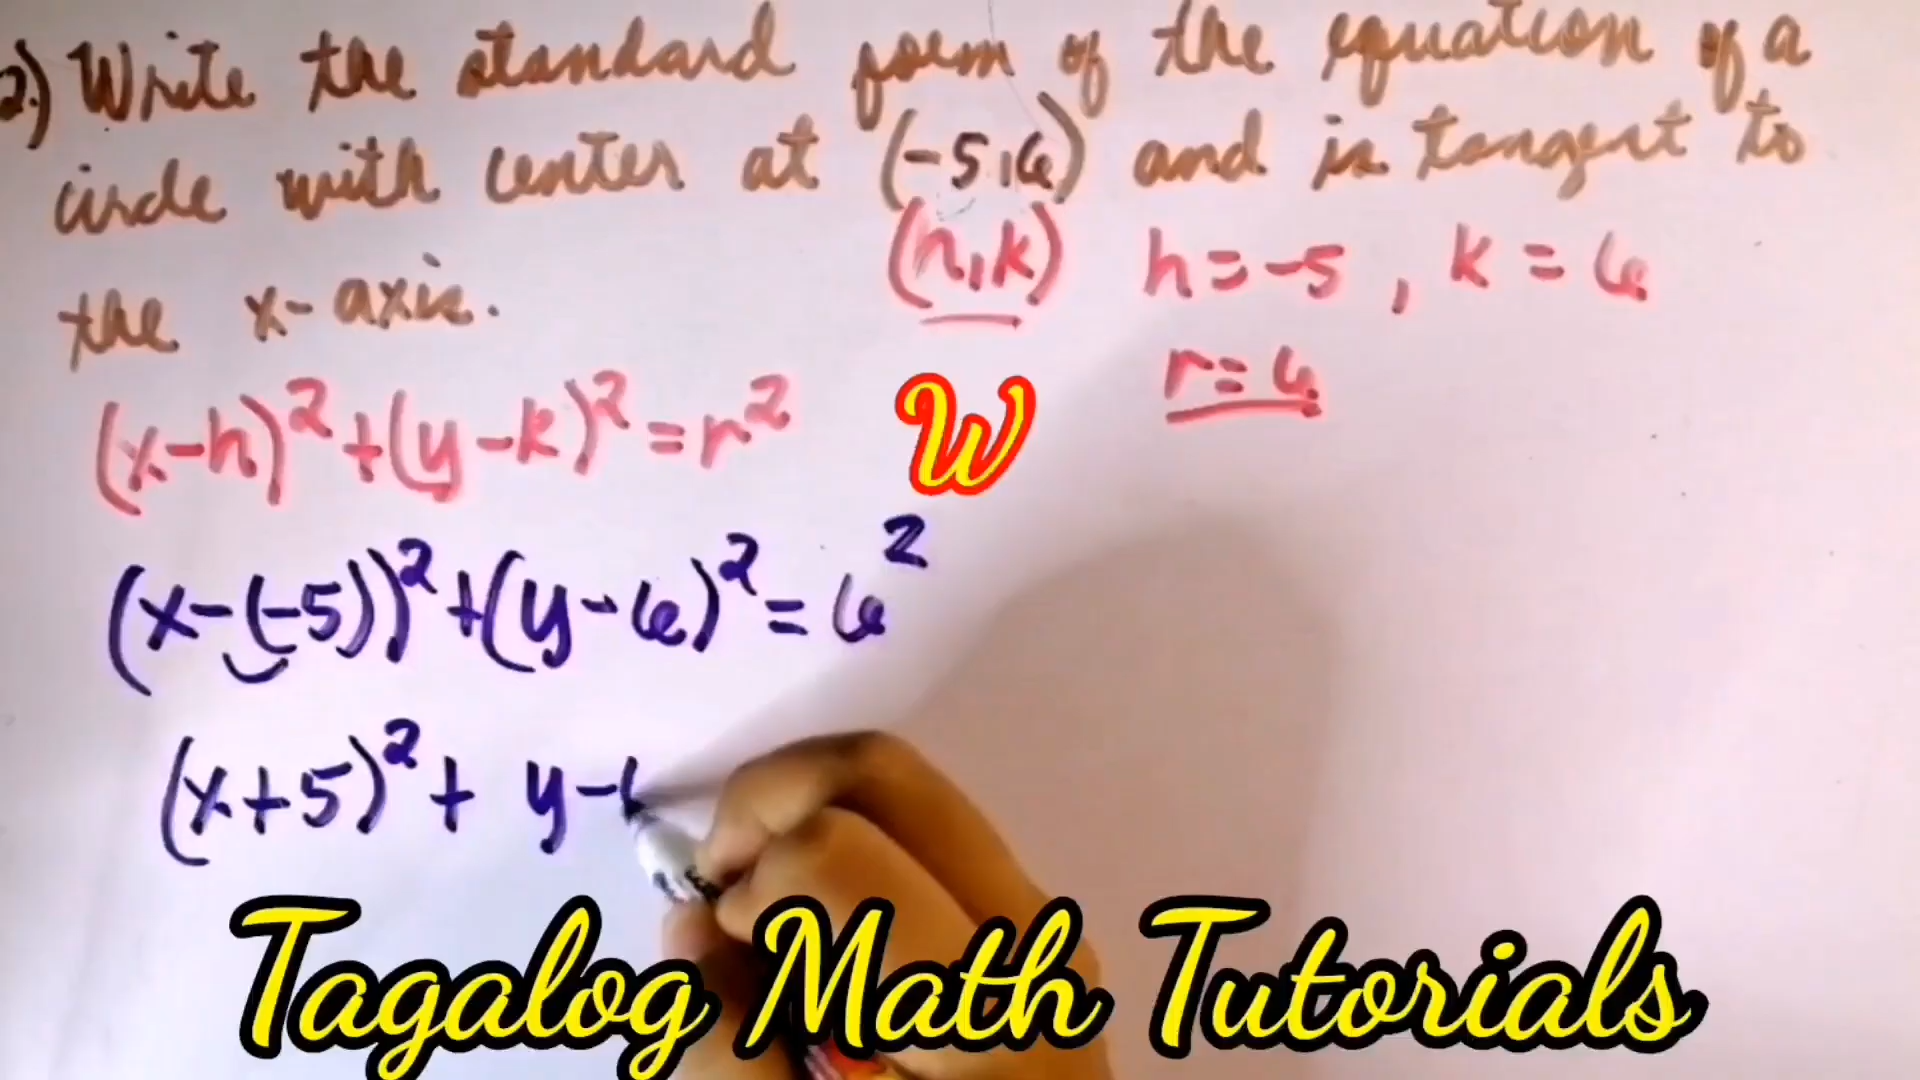 2.) Write the standard form of the equation of a
circle with center at (-5,6) and is tangent to
the x-axis.
(h,k) h=-5, k=6
r=6
(x-h)²+(y-k)²=r²
W
(x-(-5))²+(y-6)²=6²
(x+5)²+ y-
Tagalog Math Tutorials